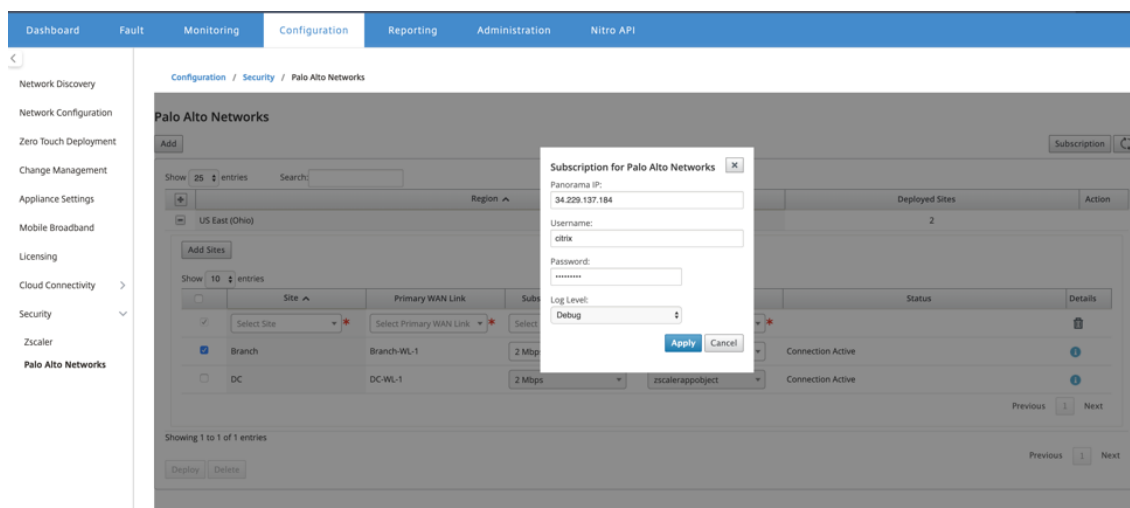 Dashboard Fault Monitoring Configuration Reporting Administration Nitro API
Network Discovery
Network Configuration
Zero Touch Deployment
Change Management
Appliance Settings
Mobile Broadband
Licensing
Cloud Connectivity
Security
Zscaler
Palo Alto Networks
Configuration / Security / Palo Alto Networks
Palo Alto Networks
Add Subscription
Show 25 entries Search:
Region Deployed Sites Action
US East (Ohio) 2
Add Sites
Show 10 entries
Site Primary WAN Link Subs Status Details
Select Site * Select Primary WAN Link * Select *
Branch Branch-WL-1 2 Mbp Connection Active
DC DC-WL-1 2 Mbps zscalerappobject Connection Active
Previous 1 Next
Showing 1 to 1 of 1 entries
Previous 1 Next
Deploy Delete
Subscription for Palo Alto Networks
Panorama IP:
34.229.137.184
Username:
citrix
Password:
•••••••••
Log Level:
Debug
Apply Cancel